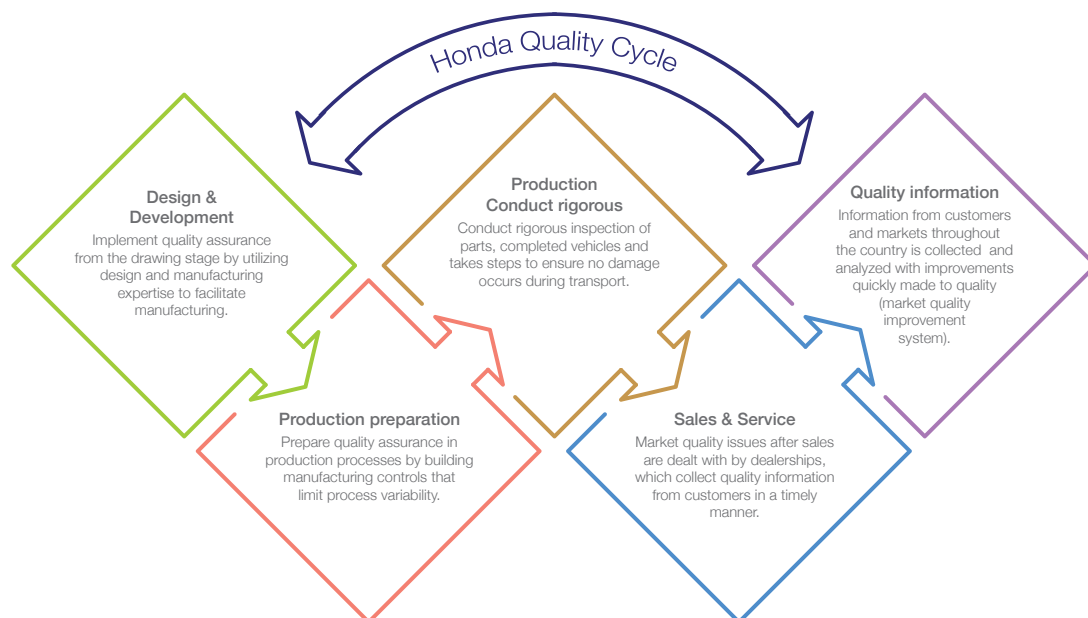 Honda Quality Cycle
Design &
Development
Implement quality assurance
from the drawing stage by utilizing
design and manufacturing
expertise to facilitate
manufacturing.
Production preparation
Prepare quality assurance in
production processes by building
manufacturing controls that
limit process variability.
Production
Conduct rigorous
Conduct rigorous inspection of
parts, completed vehicles and
takes steps to ensure no damage
occurs during transport.
Sales & Service
Market quality issues after sales
are dealt with by dealerships,
which collect quality information
from customers in a timely
manner.
Quality information
Information from customers
and markets throughout
the country is collected and
analyzed with improvements
quickly made to quality
(market quality
improvement
system).